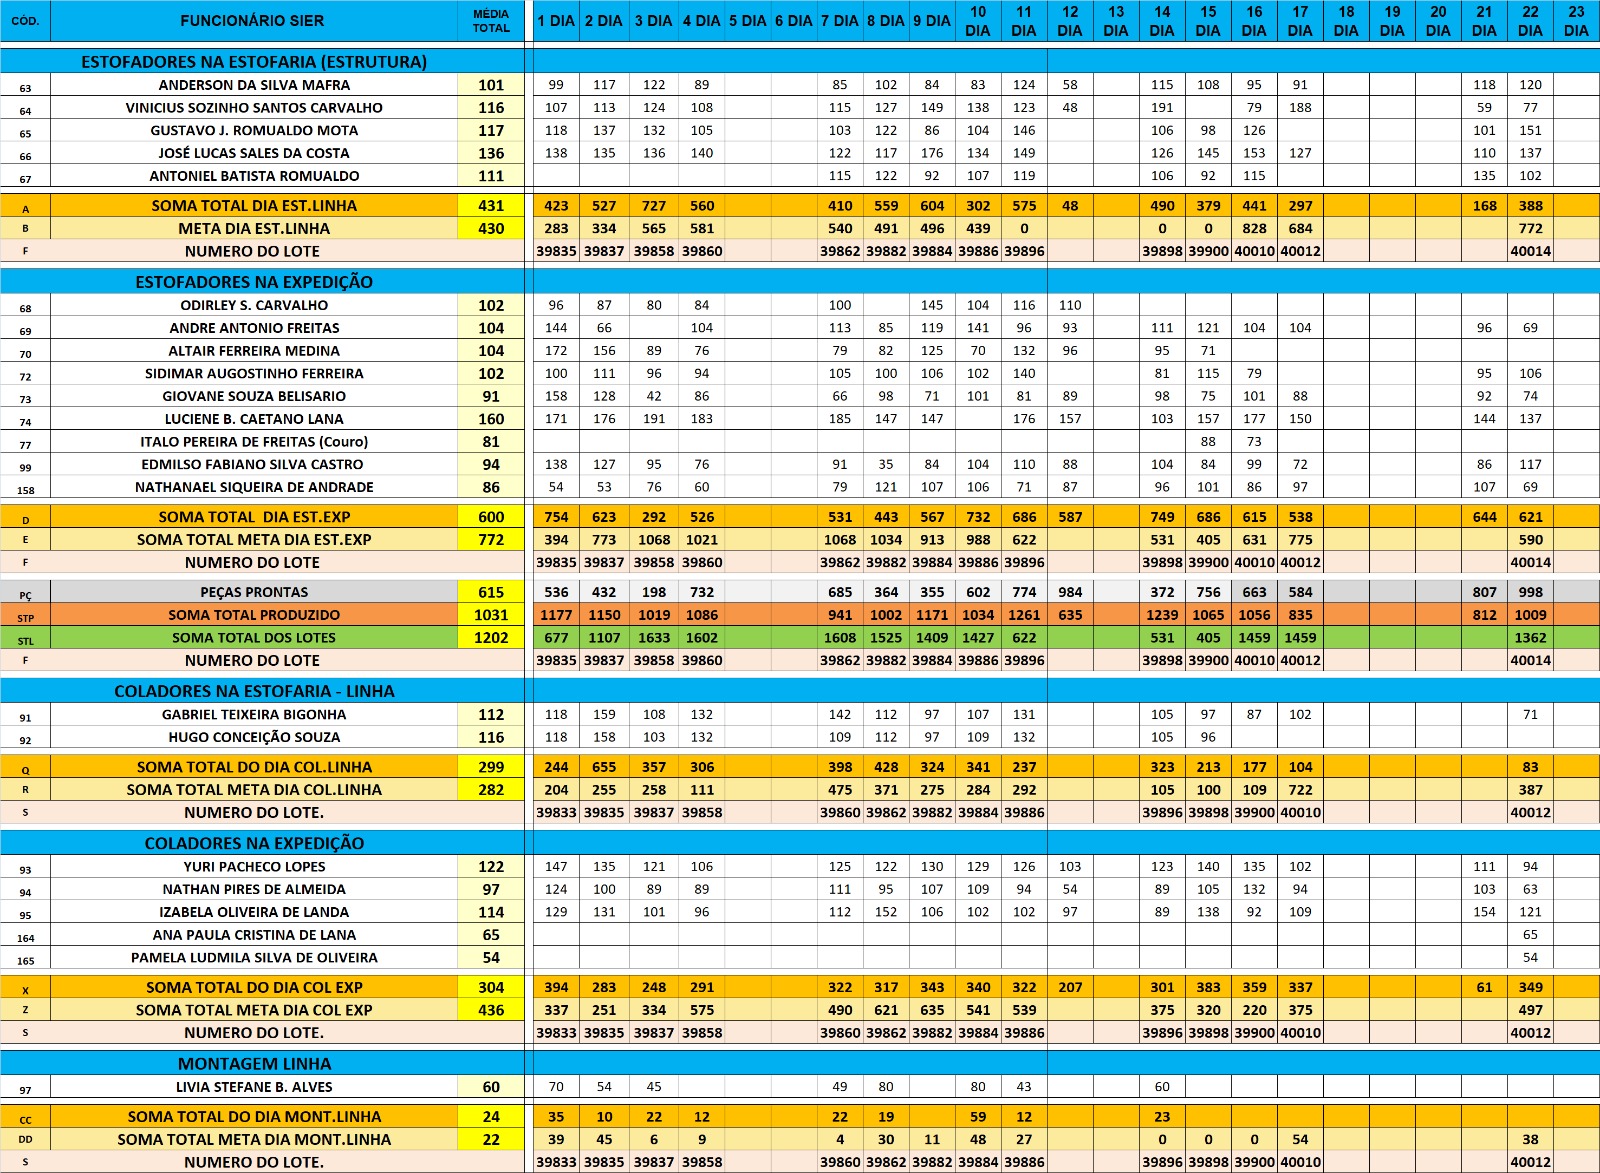 CÓD. FUNCIONÁRIO SIER MÉDIA TOTAL 1 DIA 2 DIA 3 DIA 4 DIA 5 DIA 6 DIA 7 DIA 8 DIA 9 DIA 10 DIA 11 DIA 12 DIA 13 DIA 14 DIA 15 DIA 16 DIA 17 DIA 18 DIA 19 DIA 20 DIA 21 DIA 22 DIA 23 DIA
ESTOFADORES NA ESTOFARIA (ESTRUTURA)
63 ANDERSON DA SILVA MAFRA 101 99 117 122 89 85 102 84 83 124 58 115 108 95 91 118 120
64 VINICIUS SOZINHO SANTOS CARVALHO 116 107 113 124 108 115 127 149 138 123 48 191 79 188 59 77
65 GUSTAVO J. ROMUALDO MOTA 117 118 137 132 105 103 122 86 104 146 106 98 126 101 151
66 JOSÉ LUCAS SALES DA COSTA 136 138 135 136 140 122 117 176 134 149 126 145 153 127 110 137
67 ANTONIEL BATISTA ROMUALDO 111 115 122 92 107 119 106 92 115 135 102
A SOMA TOTAL DIA EST.LINHA 431 423 527 727 560 410 559 604 302 575 48 490 379 441 297 168 388
B META DIA EST.LINHA 430 283 334 565 581 540 491 496 439 0 0 0 828 684 772
F NUMERO DO LOTE 39835 39837 39858 39860 39862 39882 39884 39886 39896 39898 39900 40010 40012 40014
ESTOFADORES NA EXPEDIÇÃO
68 ODIRLEY S. CARVALHO 102 96 87 80 84 100 145 104 116 110
69 ANDRE ANTONIO FREITAS 104 144 66 104 113 85 119 141 96 93 111 121 104 104 96 69
70 ALTAIR FERREIRA MEDINA 104 172 156 89 76 79 82 125 70 132 96 95 71
72 SIDIMAR AUGOSTINHO FERREIRA 102 100 111 96 94 105 100 106 102 140 81 115 79 95 106
73 GIOVANE SOUZA BELISARIO 91 158 128 42 86 66 98 71 101 81 89 98 75 101 88 92 74
74 LUCIENE B. CAETANO LANA 160 171 176 191 183 185 147 147 176 157 103 157 177 150 144 137
77 ITALO PEREIRA DE FREITAS (Couro) 81 88 73
99 EDMILSO FABIANO SILVA CASTRO 94 138 127 95 76 91 35 84 104 110 88 104 84 99 72 86 117
158 NATHANAEL SIQUEIRA DE ANDRADE 86 54 53 76 60 79 121 107 106 71 87 96 101 86 97 107 69
D SOMA TOTAL DIA EST.EXP 600 754 623 292 526 531 443 567 732 686 587 749 686 615 538 644 621
E SOMA TOTAL META DIA EST.EXP 772 394 773 1068 1021 1068 1034 913 988 622 531 405 631 775 590
F NUMERO DO LOTE 39835 39837 39858 39860 39862 39882 39884 39886 39896 39898 39900 40010 40012 40014
PÇ PEÇAS PRONTAS 615 536 432 198 732 685 364 355 602 774 984 372 756 663 584 807 998
STP SOMA TOTAL PRODUZIDO 1031 1177 1150 1019 1086 941 1002 1171 1034 1261 635 1239 1065 1056 835 812 1009
STL SOMA TOTAL DOS LOTES 1202 677 1107 1633 1602 1608 1525 1409 1427 622 531 405 1459 1459 1362
F NUMERO DO LOTE 39835 39837 39858 39860 39862 39882 39884 39886 39896 39898 39900 40010 40012 40014
COLADORES NA ESTOFARIA - LINHA
91 GABRIEL TEIXEIRA BIGONHA 112 118 159 108 132 142 112 97 107 131 105 97 87 102 71
92 HUGO CONCEIÇÃO SOUZA 116 118 158 103 132 109 112 97 109 132 105 96
Q SOMA TOTAL DO DIA COL.LINHA 299 244 655 357 306 398 428 324 341 237 323 213 177 104 83
R SOMA TOTAL META DIA COL.LINHA 282 204 255 258 111 475 371 275 284 292 105 100 109 722 387
S NUMERO DO LOTE. 39833 39835 39837 39858 39860 39862 39882 39884 39886 39896 39898 39900 40010 40012
COLADORES NA EXPEDIÇÃO
93 YURI PACHECO LOPES 122 147 135 121 106 125 122 130 129 126 103 123 140 135 102 111 94
94 NATHAN PIRES DE ALMEIDA 97 124 100 89 89 111 95 107 109 94 54 89 105 132 94 103 63
95 IZABELA OLIVEIRA DE LANDA 114 129 131 101 96 112 152 106 102 102 97 89 138 92 109 154 121
164 ANA PAULA CRISTINA DE LANA 65 65
165 PAMELA LUDMILA SILVA DE OLIVEIRA 54 54
X SOMA TOTAL DO DIA COL EXP 304 394 283 248 291 322 317 343 340 322 207 301 383 359 337 61 349
Z SOMA TOTAL META DIA COL EXP 436 337 251 334 575 490 621 635 541 539 375 320 220 375 497
S NUMERO DO LOTE. 39833 39835 39837 39858 39860 39862 39882 39884 39886 39896 39898 39900 40010 40012
MONTAGEM LINHA
97 LIVIA STEFANE B. ALVES 60 70 54 45 49 80 80 43 60
CC SOMA TOTAL DO DIA MONT.LINHA 24 35 10 22 12 22 19 59 12 23
DD SOMA TOTAL META DIA MONT.LINHA 22 39 45 6 9 4 30 11 48 27 0 0 0 54 38
S NUMERO DO LOTE. 39833 39835 39837 39858 39860 39862 39882 39884 39886 39896 39898 39900 40010 40012